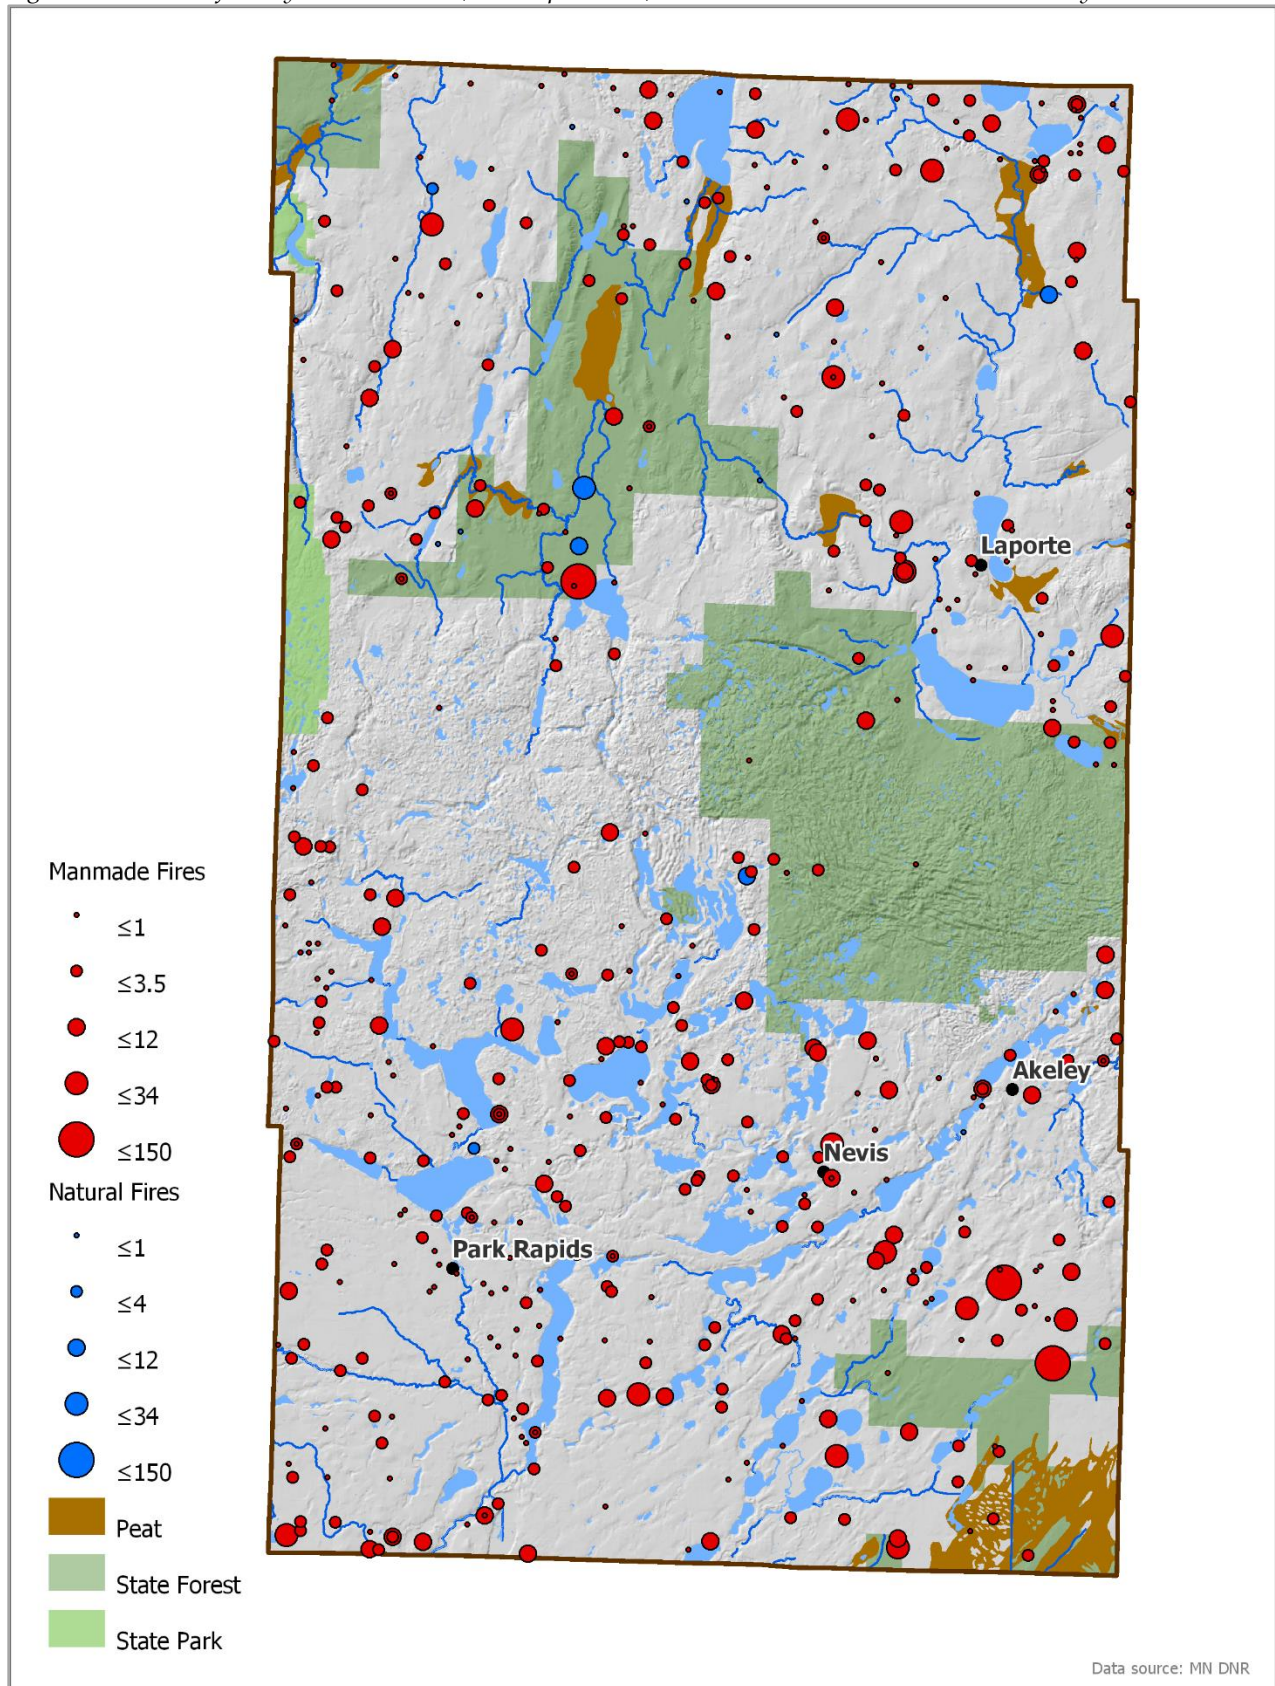 Laporte
Akeley
Nevis
Park Rapids
Manmade Fires
≤1
≤3.5
≤12
≤34
≤150
Natural Fires
≤1
≤4
≤12
≤34
≤150
Peat
State Forest
State Park
Data source: MN DNR